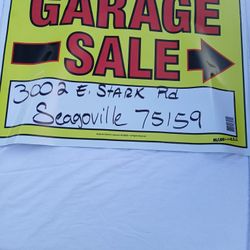 GARAGE
SALE
3002 E. STARK Rd
Seagoville 75159